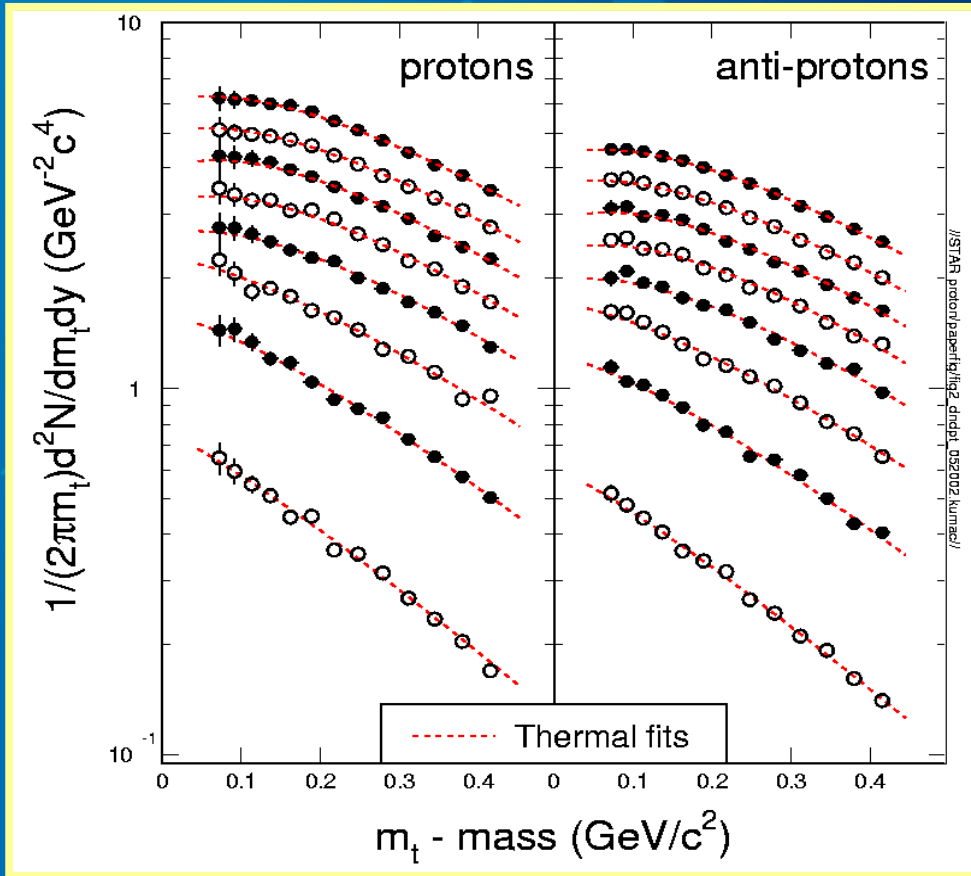 10
1
10 -1
1/(2πm_t)d²N/dm_tdy (GeV⁻²c⁴)
protons
anti-protons
Thermal fits
0 0.1 0.2 0.3 0.4 0 0.1 0.2 0.3 0.4
m_t - mass (GeV/c²)
//STAR proton/paperfig/fig2_dndpt_052002.kumac//